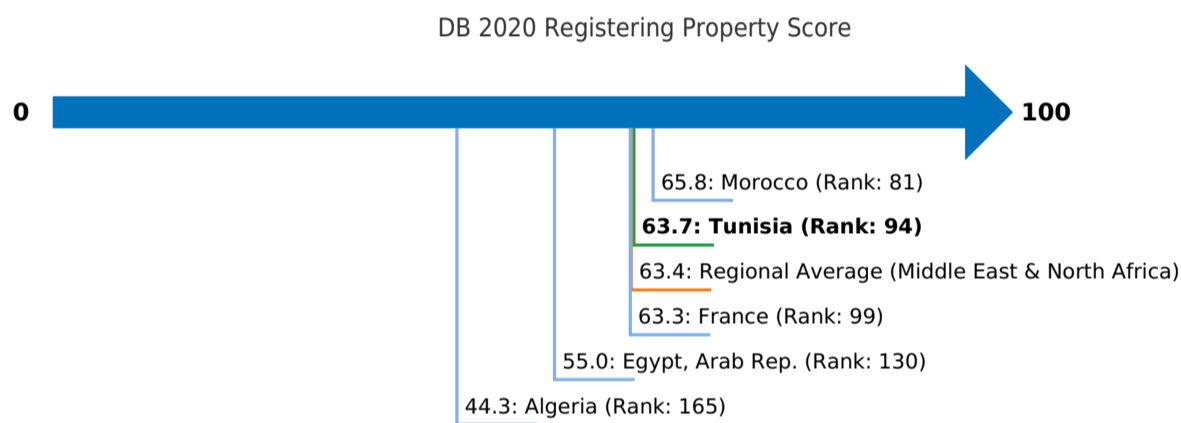 DB 2020 Registering Property Score
0
100
65.8: Morocco (Rank: 81)
63.7: Tunisia (Rank: 94)
63.4: Regional Average (Middle East & North Africa)
63.3: France (Rank: 99)
55.0: Egypt, Arab Rep. (Rank: 130)
44.3: Algeria (Rank: 165)